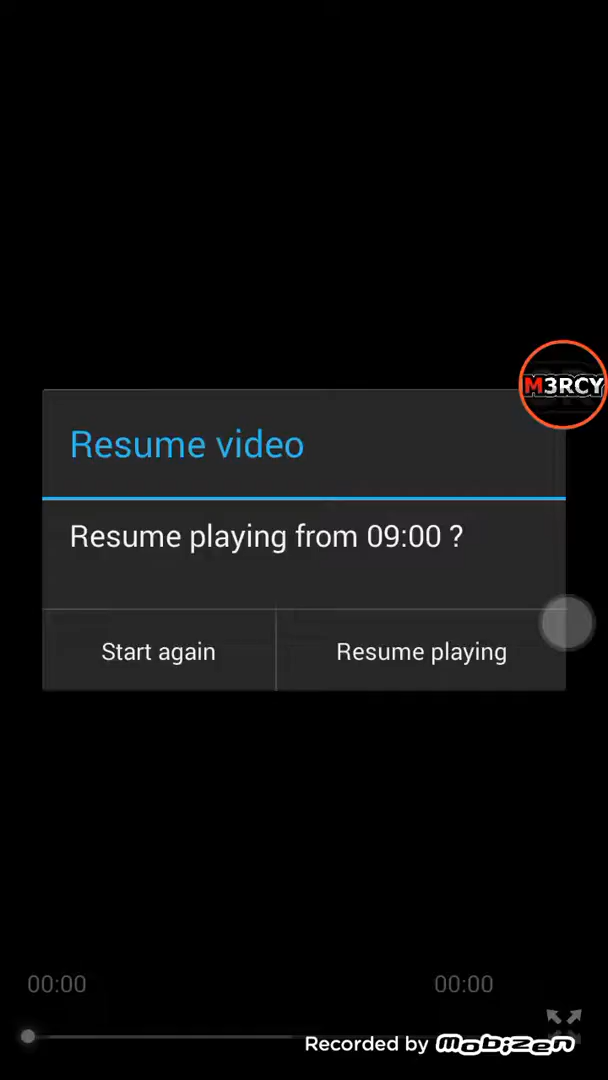 M3RCY
Resume video
Resume playing from 09:00 ?
Start again
Resume playing
00:00
00:00
Recorded by Mobizen